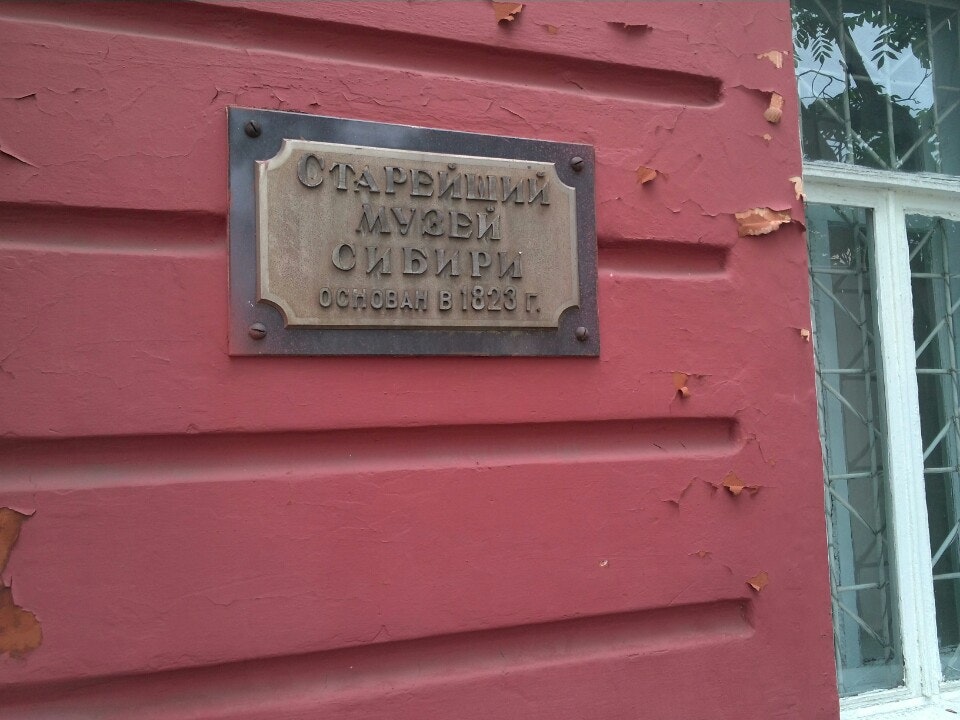 Старейший
музей
Сибири
основан в 1823 г.